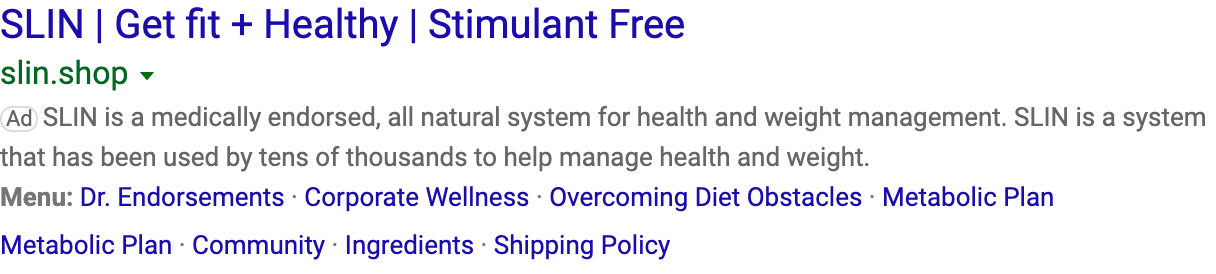 SLIN | Get fit + Healthy | Stimulant Free
slin.shop
Ad SLIN is a medically endorsed, all natural system for health and weight management. SLIN is a system
that has been used by tens of thousands to help manage health and weight.
Menu: Dr. Endorsements · Corporate Wellness · Overcoming Diet Obstacles · Metabolic Plan
Metabolic Plan · Community · Ingredients · Shipping Policy